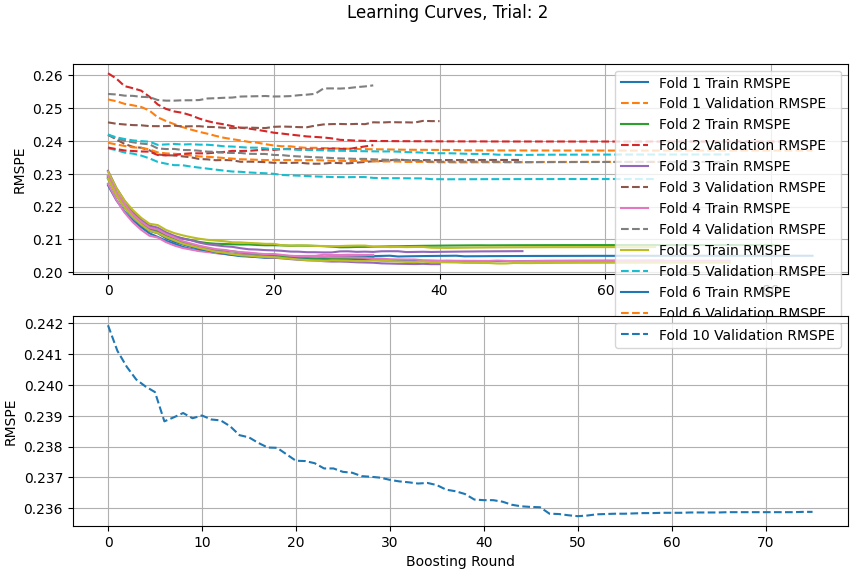 Learning Curves, Trial: 2
RMSPE
0.26
0.25
0.24
0.23
0.22
0.21
0.20
0
20
40
60
Fold 1 Train RMSPE
Fold 1 Validation RMSPE
Fold 2 Train RMSPE
Fold 2 Validation RMSPE
Fold 3 Train RMSPE
Fold 3 Validation RMSPE
Fold 4 Train RMSPE
Fold 4 Validation RMSPE
Fold 5 Train RMSPE
Fold 5 Validation RMSPE
Fold 6 Train RMSPE
Fold 6 Validation RMSPE
Fold 10 Validation RMSPE
RMSPE
0.242
0.241
0.240
0.239
0.238
0.237
0.236
0
10
20
30
40
50
60
70
Boosting Round